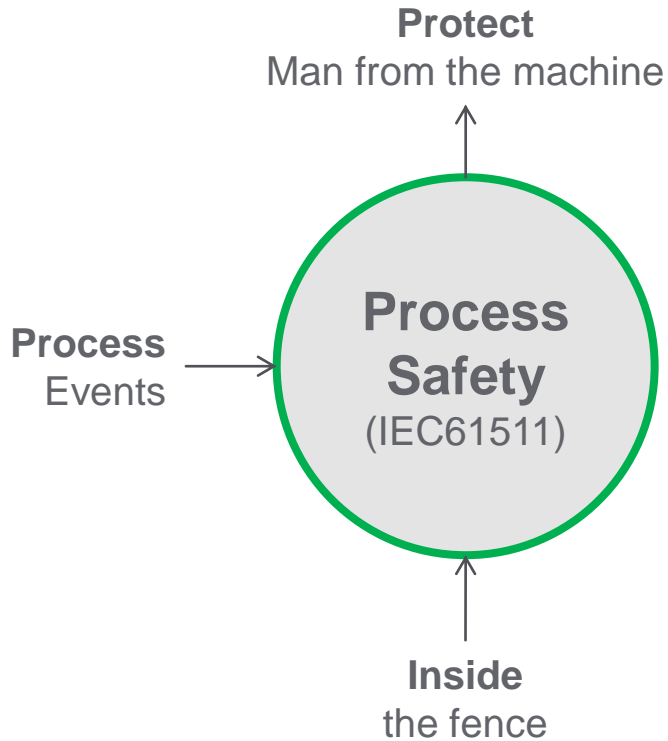 Protect
Man from the machine
Process
Events
Process
Safety
(IEC61511)
Inside
the fence